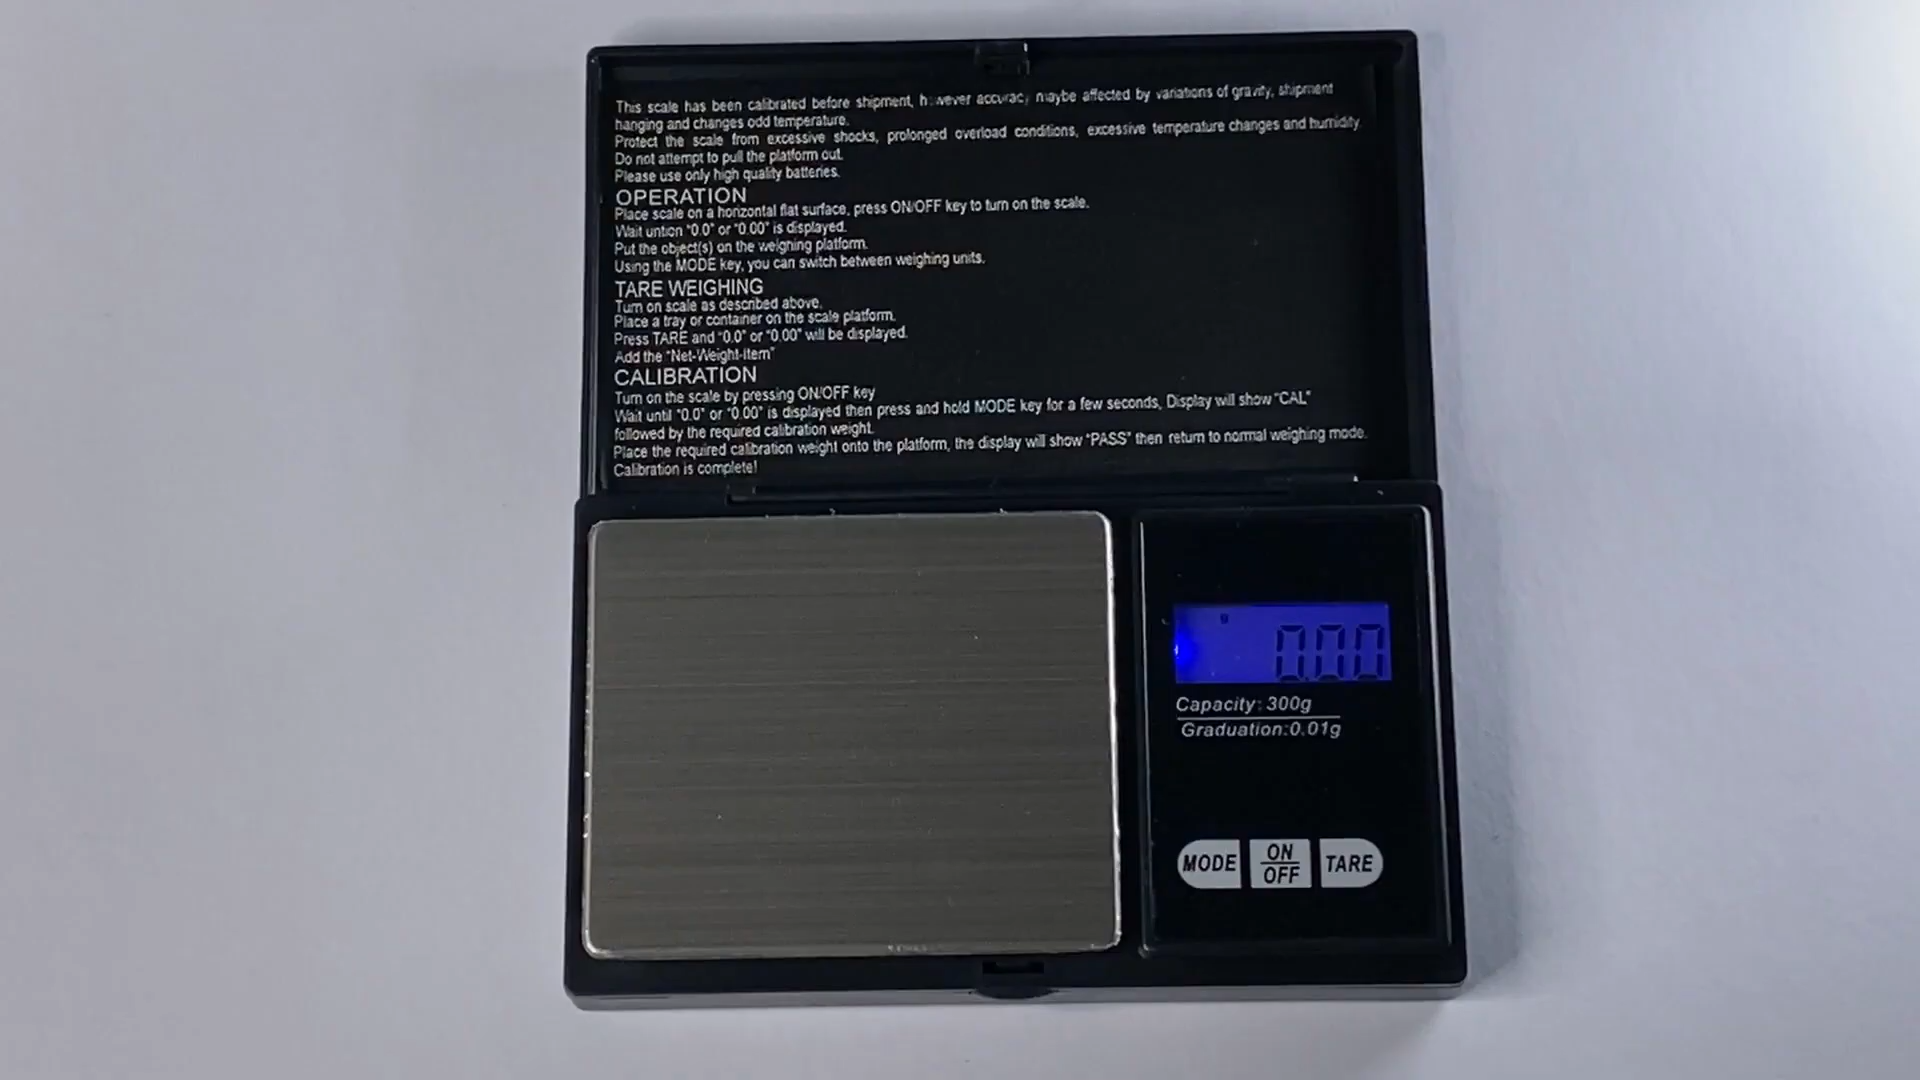 This scale has been calibrated before shipment, however accuracy maybe affected by variations of gravity, shipment
hanging and changes odd temperature.
Protect the scale from excessive shocks, prolonged overload conditions, excessive temperature changes and humidity.
Do not attempt to pull the platform out.
Please use only high quality batteries.
OPERATION
Place scale on a horizontal flat surface, press ON/OFF key to turn on the scale.
Wait untion "0.0" or "0.00" is displayed.
Put the object(s) on the weighing platform.
Using the MODE key, you can switch between weighing units.
TARE WEIGHING
Turn on scale as described above.
Place a tray or container on the scale platform.
Press TARE and "0.0" or "0.00" will be displayed.
Add the "Net-Weight-item"
CALIBRATION
Turn on the scale by pressing ON/OFF key
Wait until "0.0" or "0.00" is displayed then press and hold MODE key for a few seconds, Display will show "CAL"
followed by the required calibration weight.
Place the required calibration weight onto the platform, the display will show "PASS" then return to normal weighing mode.
Calibration is complete!
g
0.00
Capacity: 300g
Graduation:0.01g
MODE ON/OFF TARE